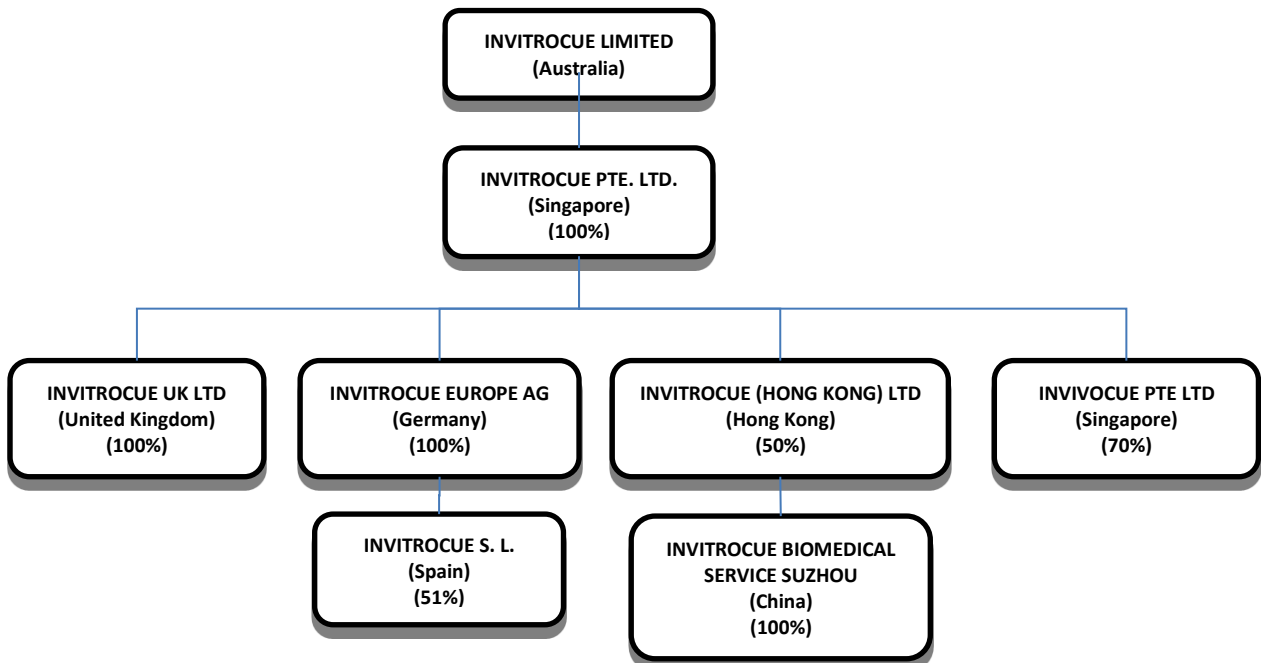 INVITROCUE LIMITED
(Australia)
INVITROCUE PTE. LTD.
(Singapore)
(100%)
INVITROCUE UK LTD
(United Kingdom)
(100%)
INVITROCUE EUROPE AG
(Germany)
(100%)
INVITROCUE (HONG KONG) LTD
(Hong Kong)
(50%)
INVIVOCUE PTE LTD
(Singapore)
(70%)
INVITROCUE S. L.
(Spain)
(51%)
INVITROCUE BIOMEDICAL
SERVICE SUZHOU
(China)
(100%)